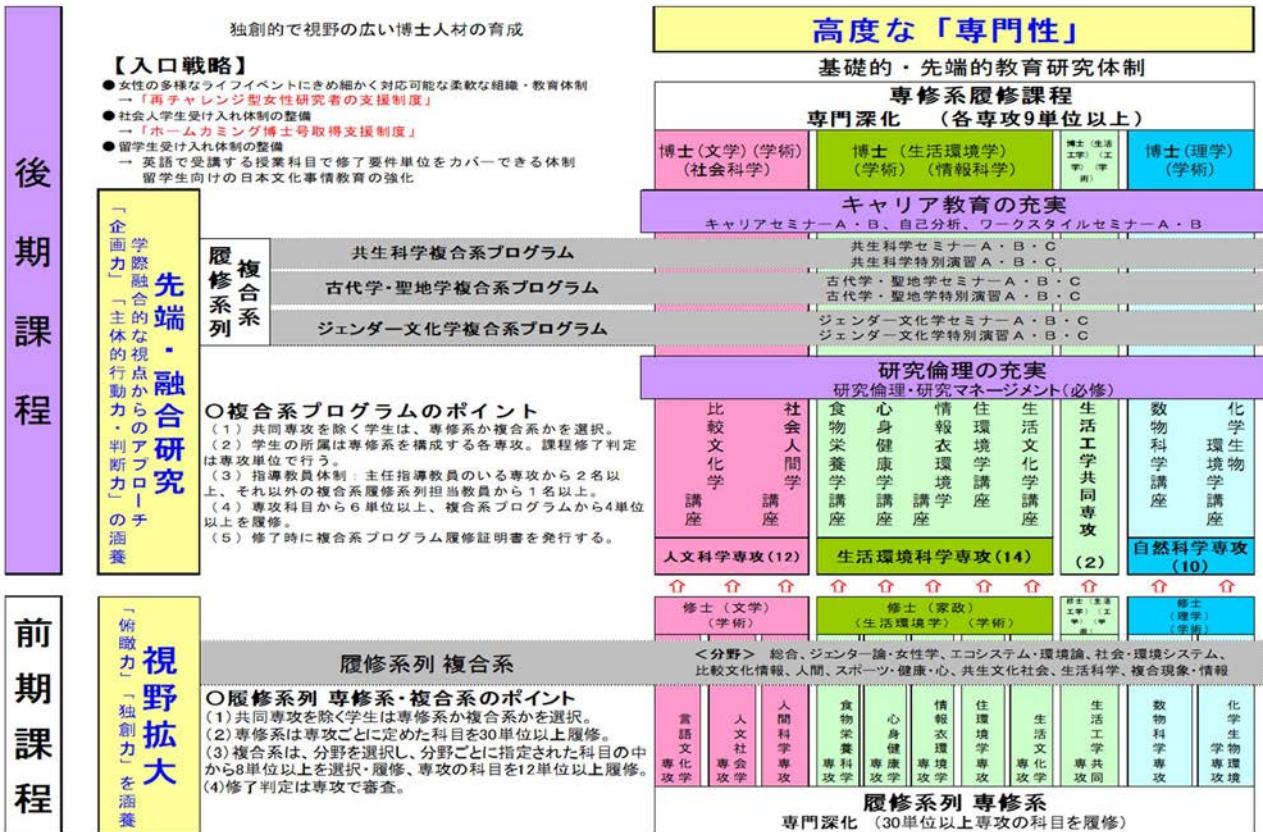 後期課程
独創的で視野の広い博士人材の育成
【入口戦略】
●女性の多様なライフイベントにきめ細かく対応可能な柔軟な組織・教育体制
→「再チャレンジ型女性研究者の支援制度」
●社会人学生受け入れ体制の整備
→「ホームカミング博士号取得支援制度」
●留学生受け入れ体制の整備
→ 英語で受講する授業科目で修了要件単位をカバーできる体制
留学生向けの日本文化事情教育の強化
高度な「専門性」
基礎的・先端的教育研究体制
専修系履修課程
専門深化 (各専攻9単位以上)
博士(文学)(学術)
(社会科学)
博士(生活環境学)
(学術)(情報科学)
博士(生活
工学)(工
学)(学
術)
博士(理学)
(学術)
キャリア教育の充実
キャリアセミナーA・B、自己分析、ワークスタイルセミナーA・B
先端・融合研究
学際融合的な視点からのアプローチ
「企画力」「主体的行動力・判断力」の涵養
複合系
履修系列
共生科学複合系プログラム
共生科学セミナーA・B・C
共生科学特別演習A・B・C
古代学・聖地学複合系プログラム
古代学・聖地学セミナーA・B・C
古代学・聖地学特別演習A・B・C
ジェンダー文化学複合系プログラム
ジェンダー文化学セミナーA・B・C
ジェンダー文化学特別演習A・B・C
研究倫理の充実
研究倫理・研究マネージメント(必修)
○複合系プログラムのポイント
(1)共同専攻を除く学生は、専修系か複合系かを選択。
(2)学生の所属は専修系を構成する各専攻。課程修了判定
は専攻単位で行う。
(3)指導教員体制:主任指導教員のいる専攻から2名以
上、それ以外の複合系履修系列担当教員から1名以上。
(4)専攻科目から6単位以上、複合系プログラムから4単位
以上を履修。
(5)修了時に複合系プログラム履修証明書を発行する。
比較文化学講座
社会人間学講座
食物栄養学講座
心身健康学講座
情報衣環境学講座
住環境学講座
生活文化学講座
生活工学共同専攻
(2)
数物科学講座
化学生物環境学講座
人文科学専攻(12)
生活環境科学専攻(14)
自然科学専攻
(10)
⇧ ⇧ ⇧ ⇧ ⇧ ⇧ ⇧ ⇧ ⇧ ⇧ ⇧
前期課程
視野拡大
「俯瞰力」「独創力」を涵養
修士(文学)
(学術)
修士(家政)
(生活環境学)(学術)
修士(生活
工学)(工
学)(学
術)
修士
(理学)
(学術)
履修系列 複合系
<分野> 総合、ジェンター論・女性学、エコシステム・環境論、社会・環境システム、
比較文化情報、人間、スポーツ・健康・心、共生文化社会、生活科学、複合現象・情報
○履修系列 専修系・複合系のポイント
(1)共同専攻を除く学生は専修系か複合系かを選択。
(2)専修系は専攻ごとに定めた科目を30単位以上履修。
(3)複合系は、分野を選択し、分野ごとに指定された科目の中
から8単位以上を選択・履修、専攻の科目を12単位以上履修。
(4)修了判定は専攻で審査。
言語文化学専攻
人文社会学専攻
人間科学専攻
食物栄養科学専攻
心身健康学専攻
情報衣環境学専攻
住環境学専攻
生活文化学専攻
生活工学共同専攻
数物科学専攻
化学生物環境学専攻
履修系列 専修系
専門深化 (30単位以上専攻の科目を履修)